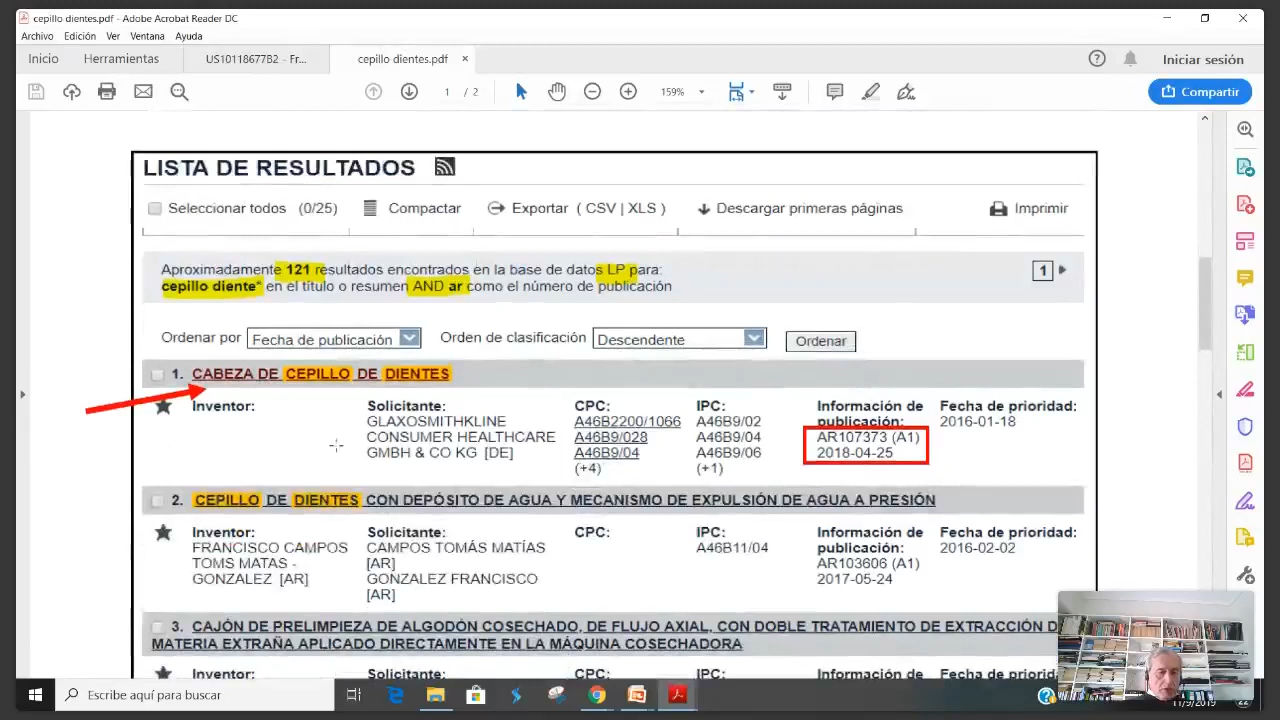 cepillo dientes.pdf - Adobe Acrobat Reader DC
Archivo Edición Ver Ventana Ayuda
Inicio Herramientas US10118677B2 - Fr... cepillo dientes.pdf × Iniciar sesión
1 / 2 159% Compartir
LISTA DE RESULTADOS
Seleccionar todos (0/25) Compactar Exportar ( CSV | XLS ) Descargar primeras páginas Imprimir
Aproximadamente 121 resultados encontrados en la base de datos LP para:
cepillo diente* en el título o resumen AND ar como el número de publicación
1
Ordenar por Fecha de publicación Orden de clasificación Descendente Ordenar
1. CABEZA DE CEPILLO DE DIENTES
Inventor: Solicitante: CPC: IPC: Información de Fecha de prioridad:
GLAXOSMITHKLINE A46B2200/1066 A46B9/02 publicación: 2016-01-18
CONSUMER HEALTHCARE A46B9/028 A46B9/04 AR107373 (A1)
GMBH & CO KG [DE] A46B9/04 A46B9/06 2018-04-25
(+4) (+1)
2. CEPILLO DE DIENTES CON DEPÓSITO DE AGUA Y MECANISMO DE EXPULSIÓN DE AGUA A PRESIÓN
Inventor: Solicitante: CPC: IPC: Información de Fecha de prioridad:
FRANCISCO CAMPOS CAMPOS TOMÁS MATÍAS A46B11/04 publicación: 2016-02-02
TOMS MATAS - [AR] AR103606 (A1)
GONZALEZ [AR] GONZALEZ FRANCISCO 2017-05-24
[AR]
3. CAJÓN DE PRELIMPIEZA DE ALGODÓN COSECHADO, DE FLUJO AXIAL, CON DOBLE TRATAMIENTO DE EXTRACCIÓN D
MATERIA EXTRAÑA APLICADO DIRECTAMENTE EN LA MÁQUINA COSECHADORA
Inventor: Solicitante: CPC: IPC: Información de
Escribe aquí para buscar
11/9/2019 22